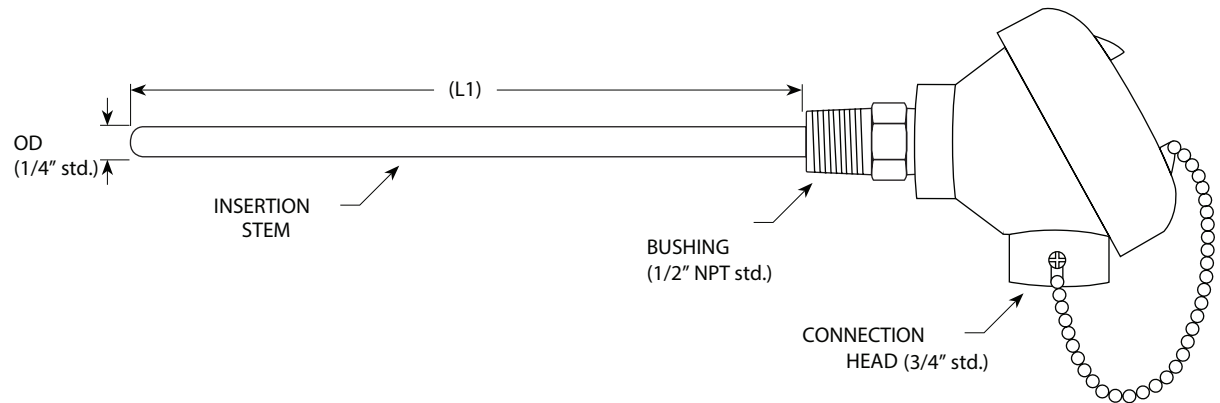 (L1)
OD
(1/4” std.)
INSERTION
STEM
BUSHING
(1/2” NPT std.)
CONNECTION
HEAD (3/4” std.)